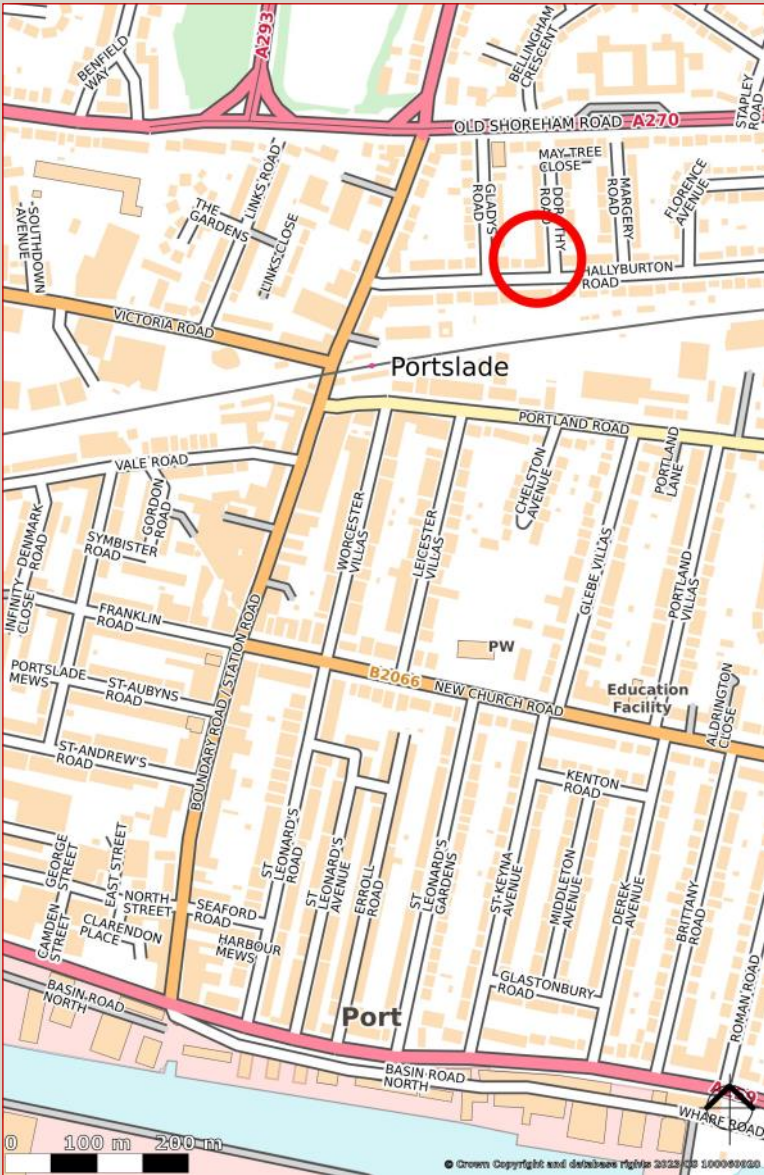 A293
BENFIELD
WAY
BELLINGHAM
CRESCENT
STAPLEY
ROAD
OLD SHOREHAM ROAD A270
LINKS ROAD
MAY TREE
CLOSE
GLADYS
ROAD
DOROTHY
ROAD
MARGERY
ROAD
FLORENCE
AVENUE
THE
GARDENS
SOUTHDOWN
AVENUE
LINKS CLOSE
HALLYBURTON
ROAD
VICTORIA ROAD
Portslade
PORTLAND ROAD
VALE ROAD
GORDON
ROAD
WORCESTER
VILLAS
LEICESTER
VILLAS
CHELSTON
AVENUE
PORTLAND
LANE
DENMARK
ROAD
SYMBISTER
ROAD
INFINITY
CLOSE
GLEBE VILLAS
PORTLAND
VILLAS
FRANKLIN
ROAD
PW
PORTSLADE
MEWS
ST-AUBYNS
ROAD
B2066
NEW CHURCH ROAD
Education
Facility
ALDRINGTON
CLOSE
ST-ANDREW'S
ROAD
BOUNDARY ROAD / STATION ROAD
KENTON
ROAD
ST
LEONARD'S
ROAD
ST
LEONARD'S
AVENUE
ERROLL
ROAD
ST
LEONARD'S
GARDENS
ST-KEYNA
AVENUE
MIDDLETON
AVENUE
DEREK
AVENUE
BRITTANY
ROAD
GEORGE
STREET
EAST STREET
NORTH
STREET
SEAFORD
ROAD
CAMDEN
STREET
CLARENDON
PLACE
HARBOUR
MEWS
GLASTONBURY
ROAD
ROMAN ROAD
BASIN ROAD
NORTH
Port
BASIN ROAD
NORTH
WHARF ROAD
0 100 m 200 m
© Crown Copyright and database rights 2023 OS 100060020